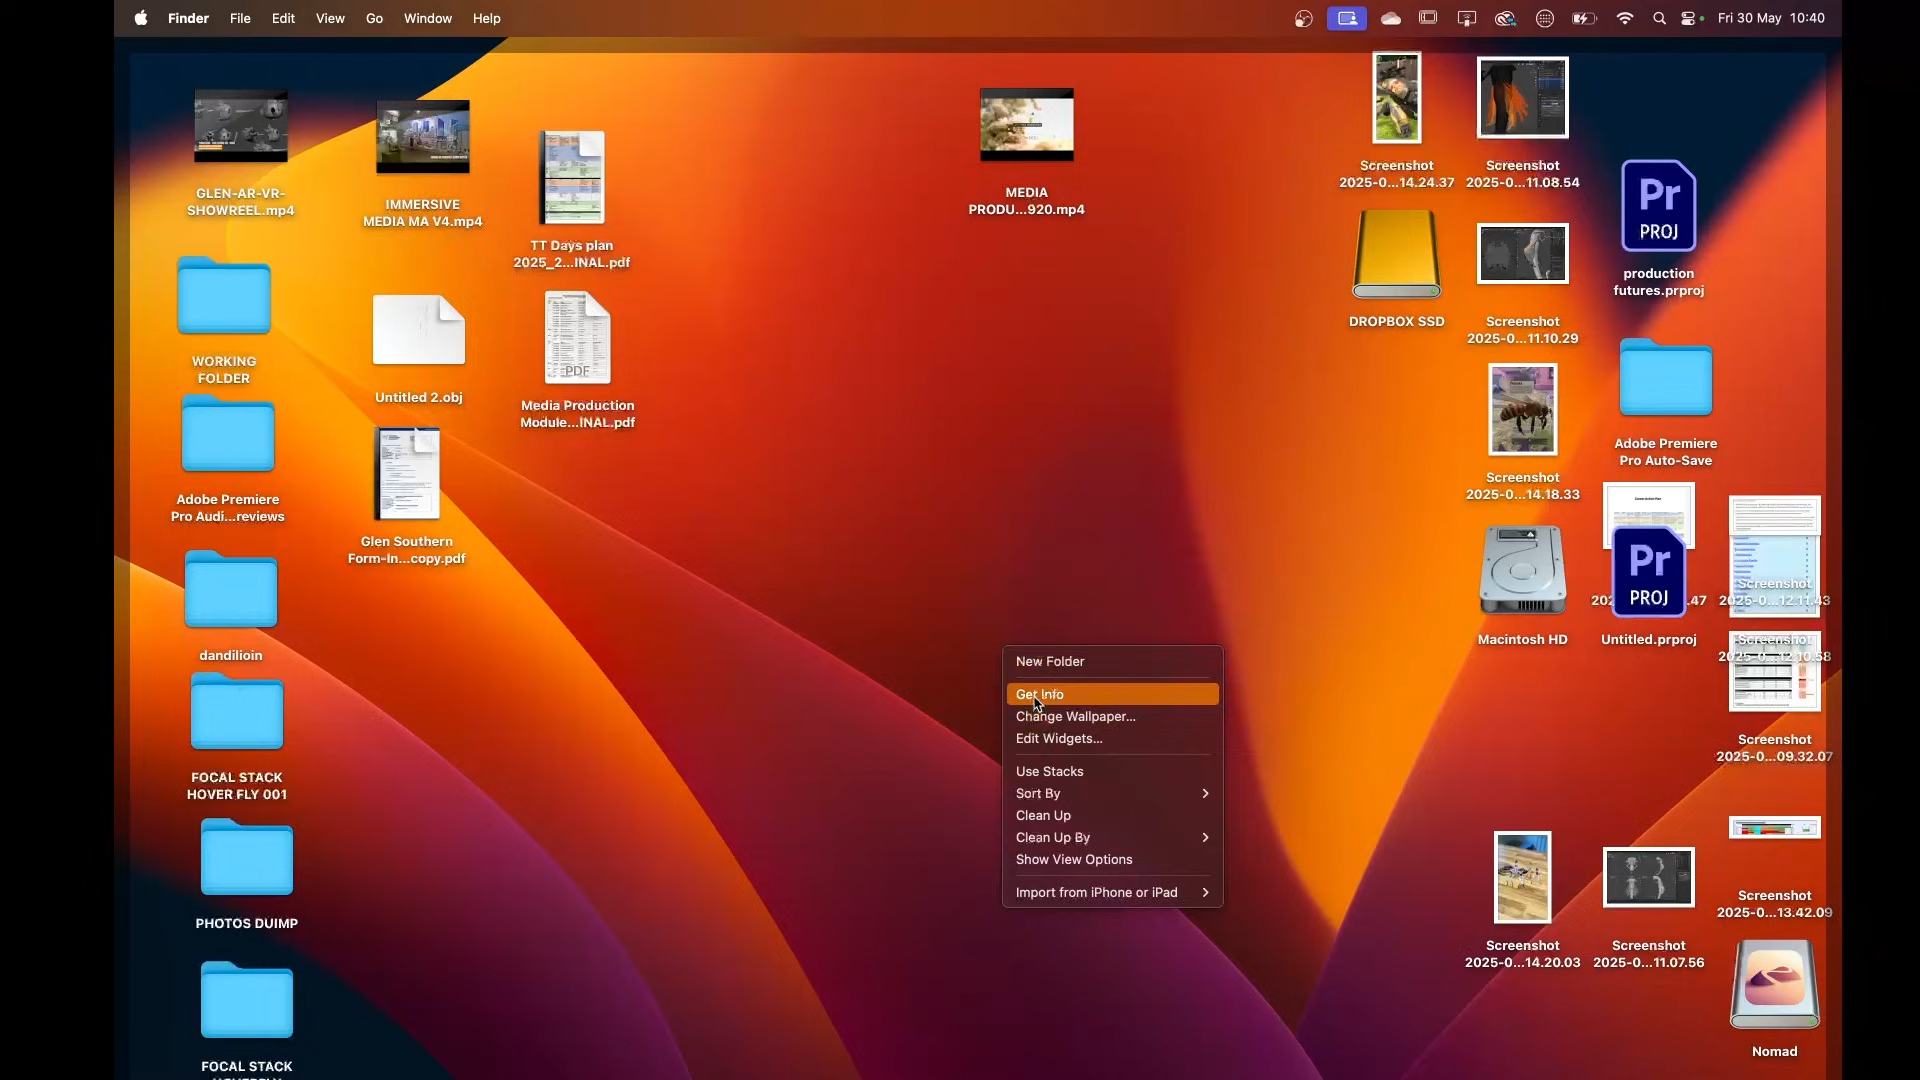 Finder File Edit View Go Window Help
Fri 30 May 10:40
GLEN-AR-VR-
SHOWREEL.mp4
IMMERSIVE
MEDIA MA V4.mp4
TT Days plan
2025_2...INAL.pdf
MEDIA
PRODU...920.mp4
Screenshot
2025-0...14.24.37
Screenshot
2025-0...11.08.54
Pr
PROJ
production
futures.prproj
WORKING
FOLDER
Untitled 2.obj
PDF
Media Production
Module...INAL.pdf
DROPBOX SSD
Screenshot
2025-0...11.10.29
Adobe Premiere
Pro Audi...reviews
Glen Southern
Form-In...copy.pdf
Screenshot
2025-0...14.18.33
Adobe Premiere
Pro Auto-Save
dandilioin
Macintosh HD
Pr
PROJ
202
.47
Untitled.prproj
Screenshot
2025-0...12.11.43
Screenshot
2025-0...12.10.58
FOCAL STACK
HOVER FLY 001
New Folder
Get Info
Change Wallpaper...
Edit Widgets...
Use Stacks
Sort By
Clean Up
Clean Up By
Show View Options
Import from iPhone or iPad
Screenshot
2025-0...09.32.07
PHOTOS DUIMP
Screenshot
2025-0...14.20.03
Screenshot
2025-0...11.07.56
Screenshot
2025-0...13.42.09
FOCAL STACK
Nomad